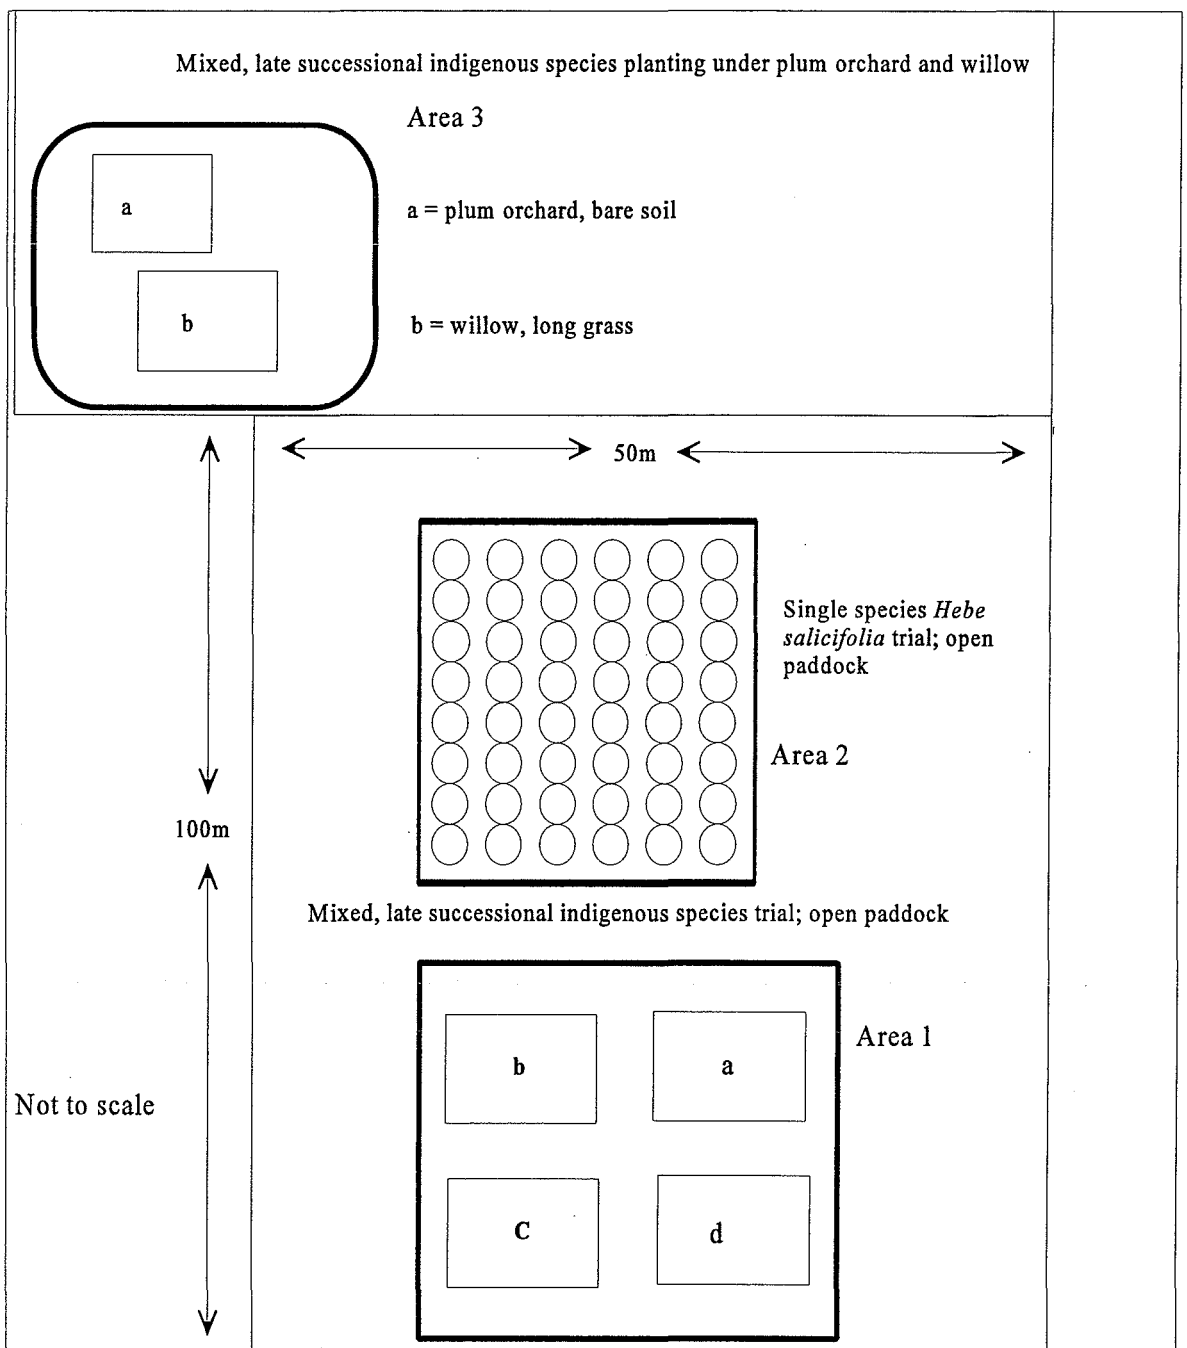 Mixed, late successional indigenous species planting under plum orchard and willow
Area 3
a
a = plum orchard, bare soil
b
b = willow, long grass
50m
Single species Hebe
salicifolia trial; open
paddock
Area 2
100m
Mixed, late successional indigenous species trial; open paddock
Area 1
b
a
Not to scale
C
d